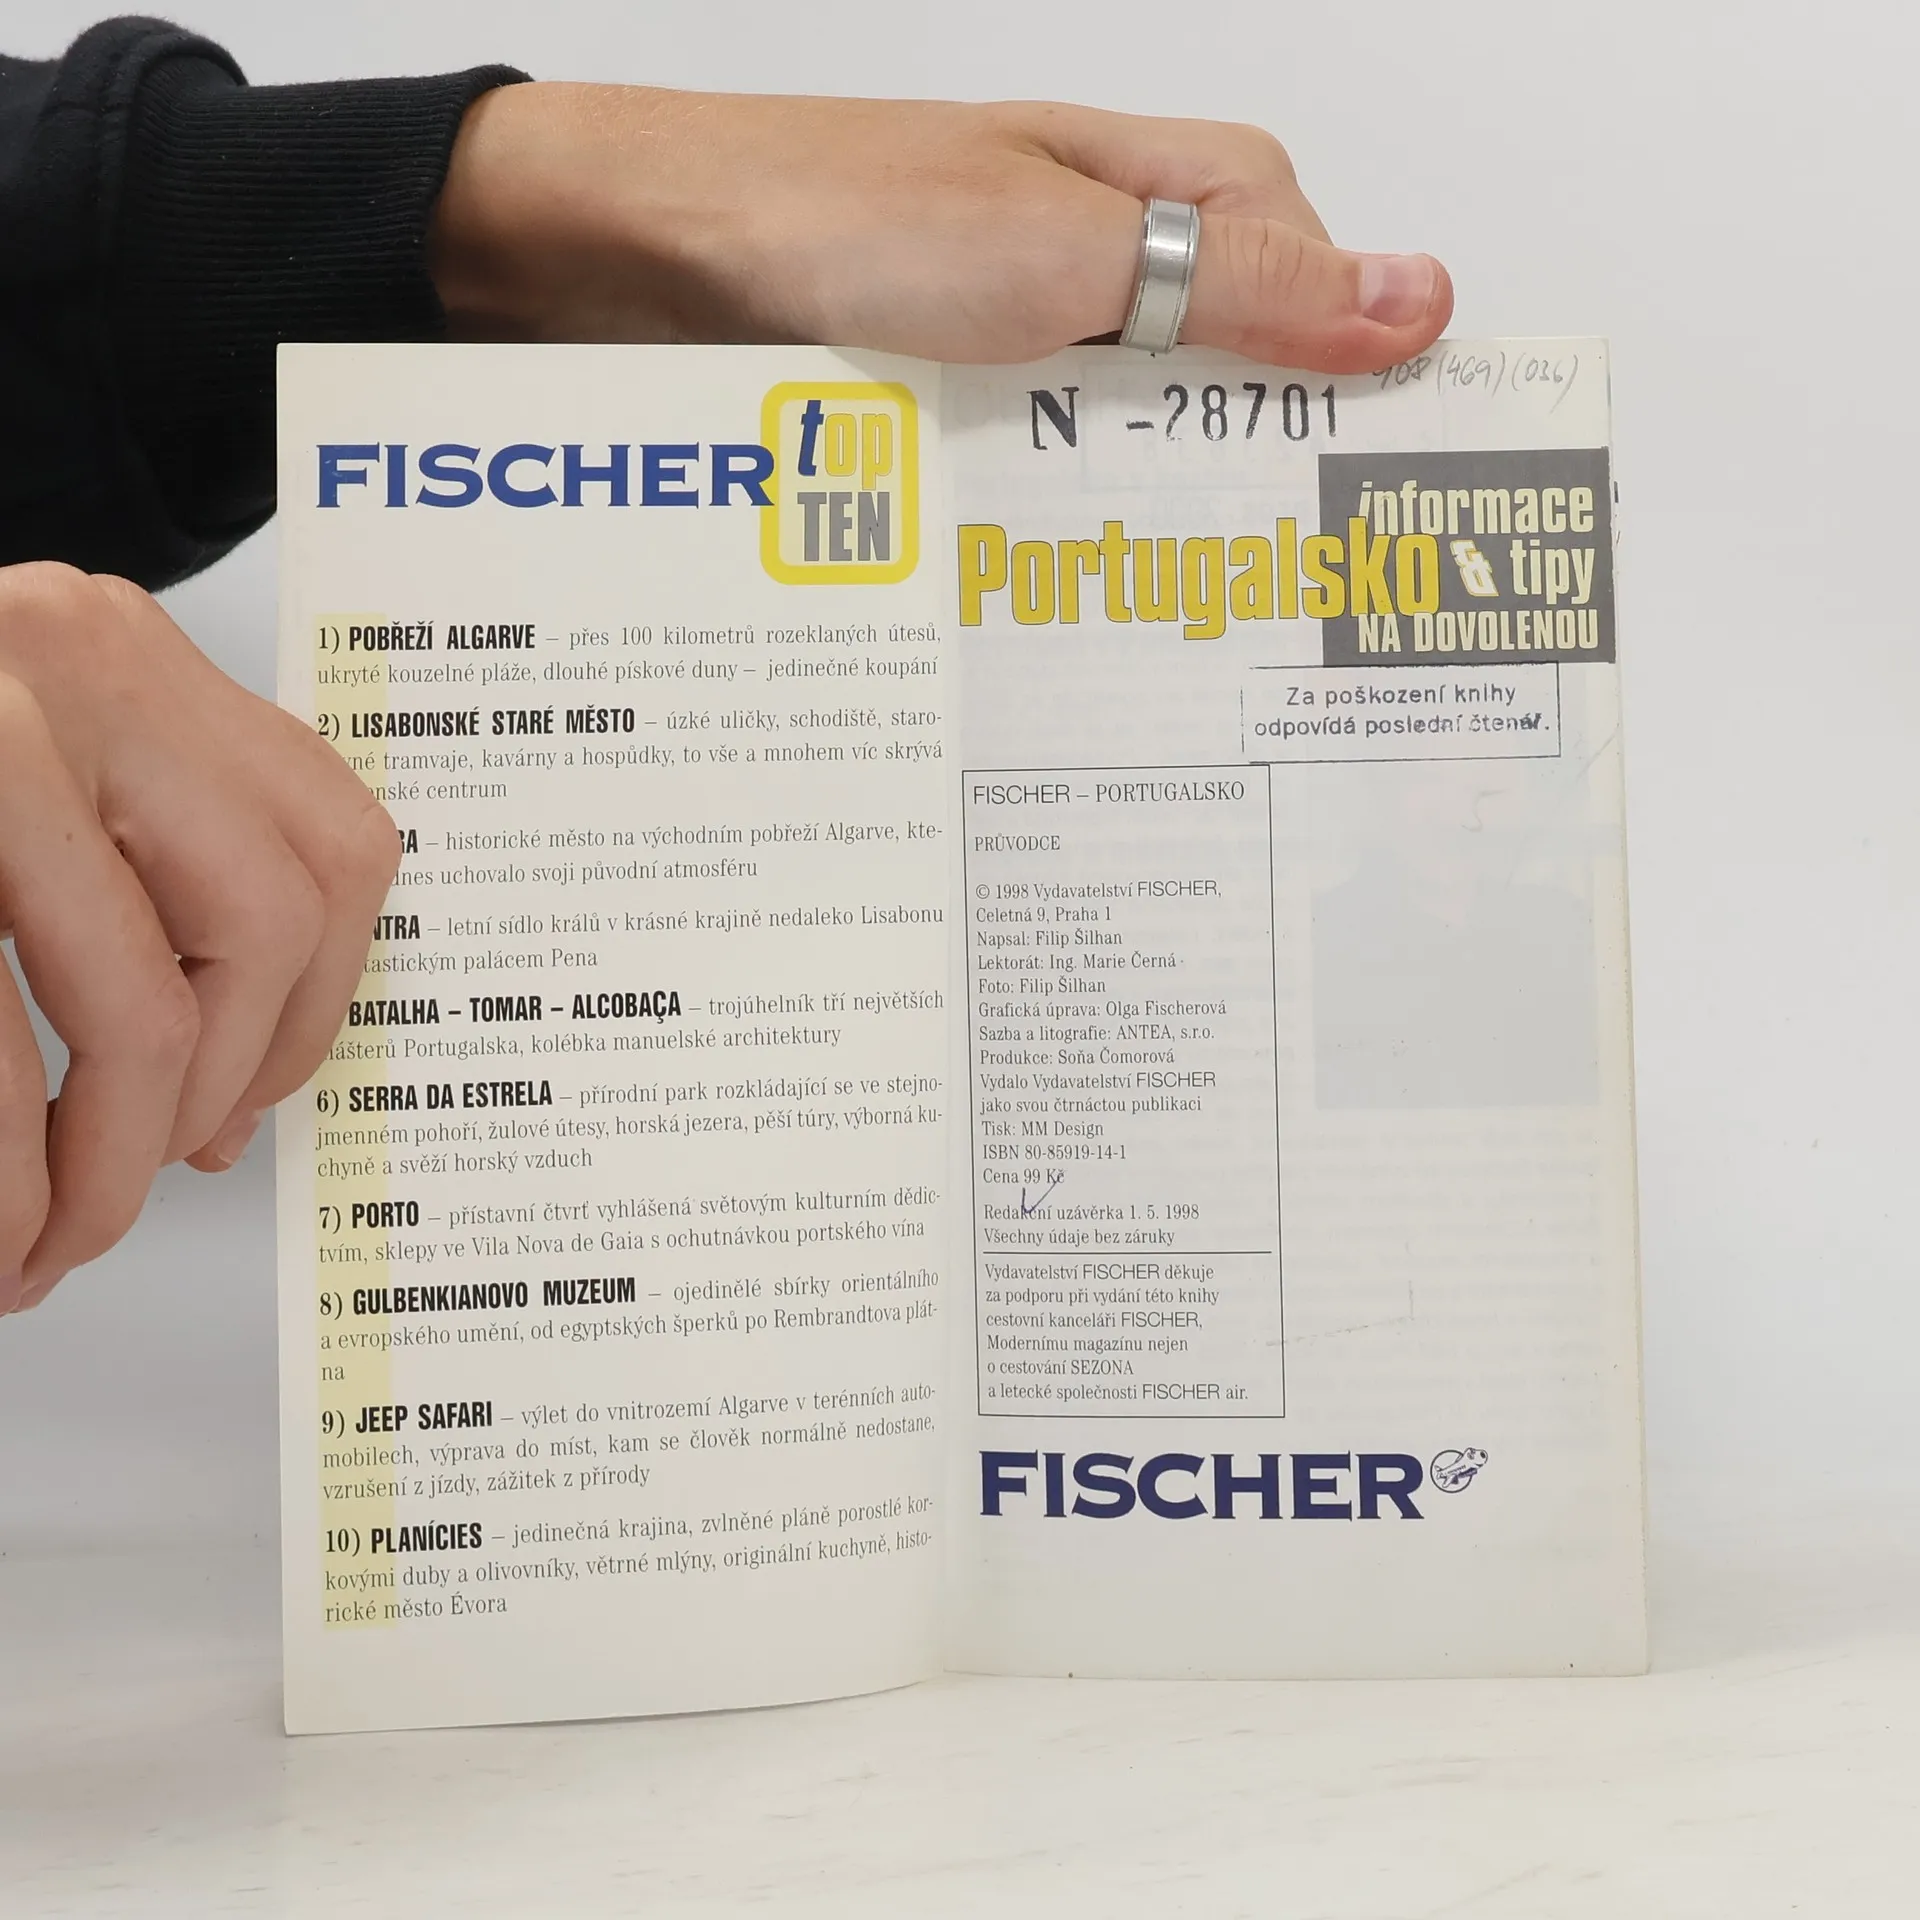 FISCHER top
TEN
1) POBŘEŽÍ ALGARVE – přes 100 kilometrů rozeklaných útesů,
ukryté kouzelné pláže, dlouhé pískové duny – jedinečné koupání
2) LISABONSKÉ STARÉ MĚSTO – úzké uličky, schodiště, staro-
né tramvaje, kavárny a hospůdky, to vše a mnohem víc skrývá
nské centrum
RA – historické město na východním pobřeží Algarve, kte-
dnes uchovalo svoji původní atmosféru
NTRA – letní sídlo králů v krásné krajině nedaleko Lisabonu
tastickým palácem Pena
BATALHA – TOMAR – ALCOBAÇA – trojúhelník tří největších
ášterů Portugalska, kolébka manuelské architektury
6) SERRA DA ESTRELA – přírodní park rozkládající se ve stejno-
jmenném pohoří, žulové útesy, horská jezera, pěší túry, výborná ku-
chyně a svěží horský vzduch
7) PORTO – přístavní čtvrť vyhlášená světovým kulturním dědic-
tvím, sklepy ve Vila Nova de Gaia s ochutnávkou portského vína
8) GULBENKIANOVO MUZEUM – ojedinělé sbírky orientálního
a evropského umění, od egyptských šperků po Rembrandtova plát-
na
9) JEEP SAFARI – výlet do vnitrozemí Algarve v terénních auto-
mobilech, výprava do míst, kam se člověk normálně nedostane,
vzrušení z jízdy, zážitek z přírody
10) PLANÍCIES – jedinečná krajina, zvlněné pláně porostlé kor-
kovými duby a olivovníky, větrné mlýny, originální kuchyně, histo-
rické město Évora
908 (469) (036)
N -28701
informace
Portugalsko & tipy
NA DOVOLENOU
Za poškození knihy
odpovídá poslední čtenář.
FISCHER – PORTUGALSKO
PRŮVODCE
© 1998 Vydavatelství FISCHER,
Celetná 9, Praha 1
Napsal: Filip Šilhan
Lektorát: Ing. Marie Černá
Foto: Filip Šilhan
Grafická úprava: Olga Fischerová
Sazba a litografie: ANTEA, s.r.o.
Produkce: Soňa Čomorová
Vydalo Vydavatelství FISCHER
jako svou čtrnáctou publikaci
Tisk: MM Design
ISBN 80-85919-14-1
Cena 99 Kč
Redakční uzávěrka 1. 5. 1998
Všechny údaje bez záruky
Vydavatelství FISCHER děkuje
za podporu při vydání této knihy
cestovní kanceláři FISCHER,
Modernímu magazínu nejen
o cestování SEZONA
a letecké společnosti FISCHER air.
FISCHER